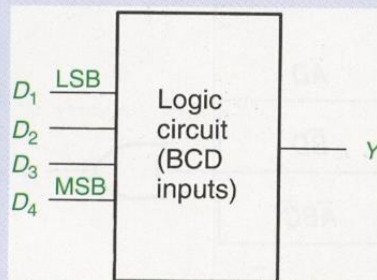 LSB
D₁
D₂
D₃
MSB
D₄
Logic
circuit
(BCD
inputs)
Y